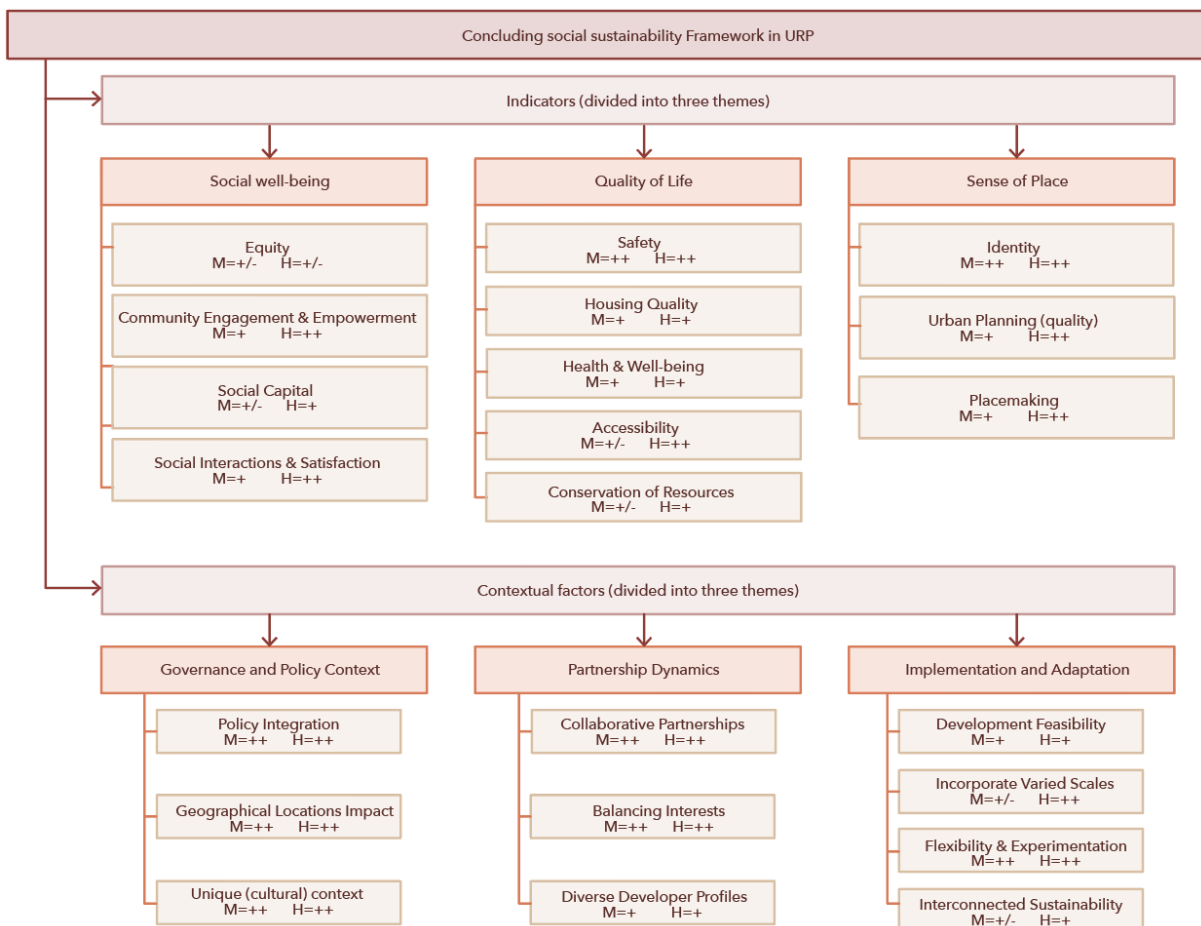 Concluding social sustainability Framework in URP
Indicators (divided into three themes)
Social well-being
Equity
M=+/- H=+/-
Community Engagement & Empowerment
M=+ H=++
Social Capital
M=+/- H=+
Social Interactions & Satisfaction
M=+ H=++
Quality of Life
Safety
M=++ H=++
Housing Quality
M=+ H=+
Health & Well-being
M=+ H=+
Accessibility
M=+/- H=++
Conservation of Resources
M=+/- H=+
Sense of Place
Identity
M=++ H=++
Urban Planning (quality)
M=+ H=++
Placemaking
M=+ H=++
Contextual factors (divided into three themes)
Governance and Policy Context
Policy Integration
M=++ H=++
Geographical Locations Impact
M=++ H=++
Unique (cultural) context
M=++ H=++
Partnership Dynamics
Collaborative Partnerships
M=++ H=++
Balancing Interests
M=++ H=++
Diverse Developer Profiles
M=+ H=+
Implementation and Adaptation
Development Feasibility
M=+ H=+
Incorporate Varied Scales
M=+/- H=++
Flexibility & Experimentation
M=++ H=++
Interconnected Sustainability
M=+/- H=+